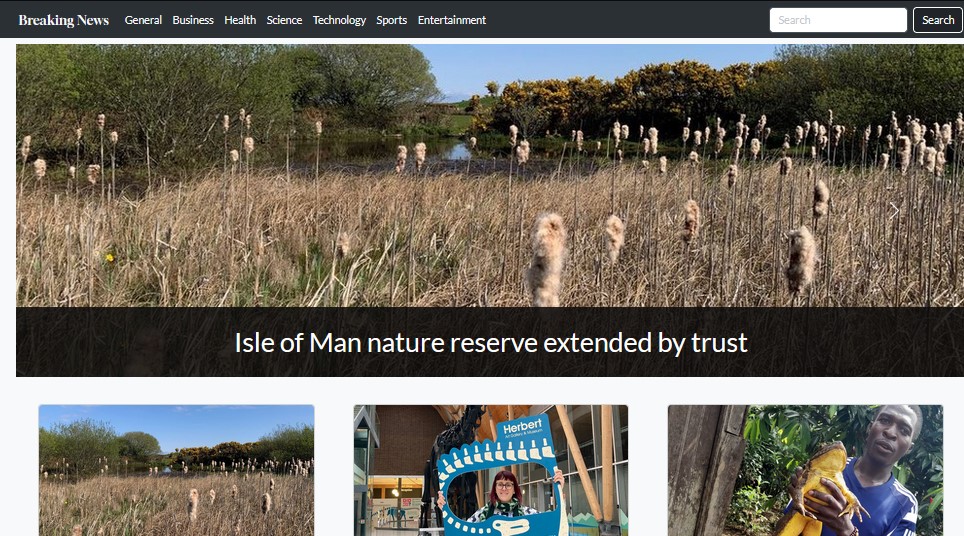 Breaking News General Business Health Science Technology Sports Entertainment Search Search
Isle of Man nature reserve extended by trust
Herbert
Art Gallery & Museum